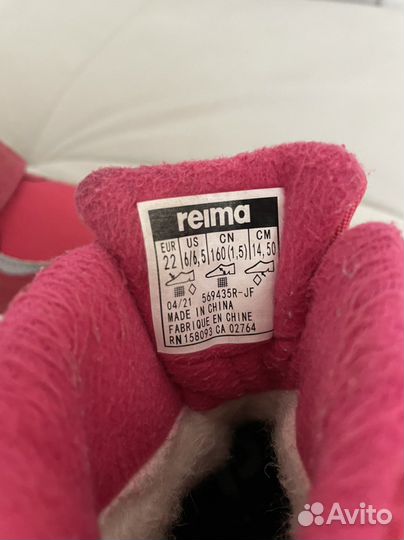 reima
EUR US CN CM
22 6/6,5 160(1,5) 14,50
04/21 569435R-JF
MADE IN CHINA
FABRIQUE EN CHINE
RN 158093 CA 02764
Avito